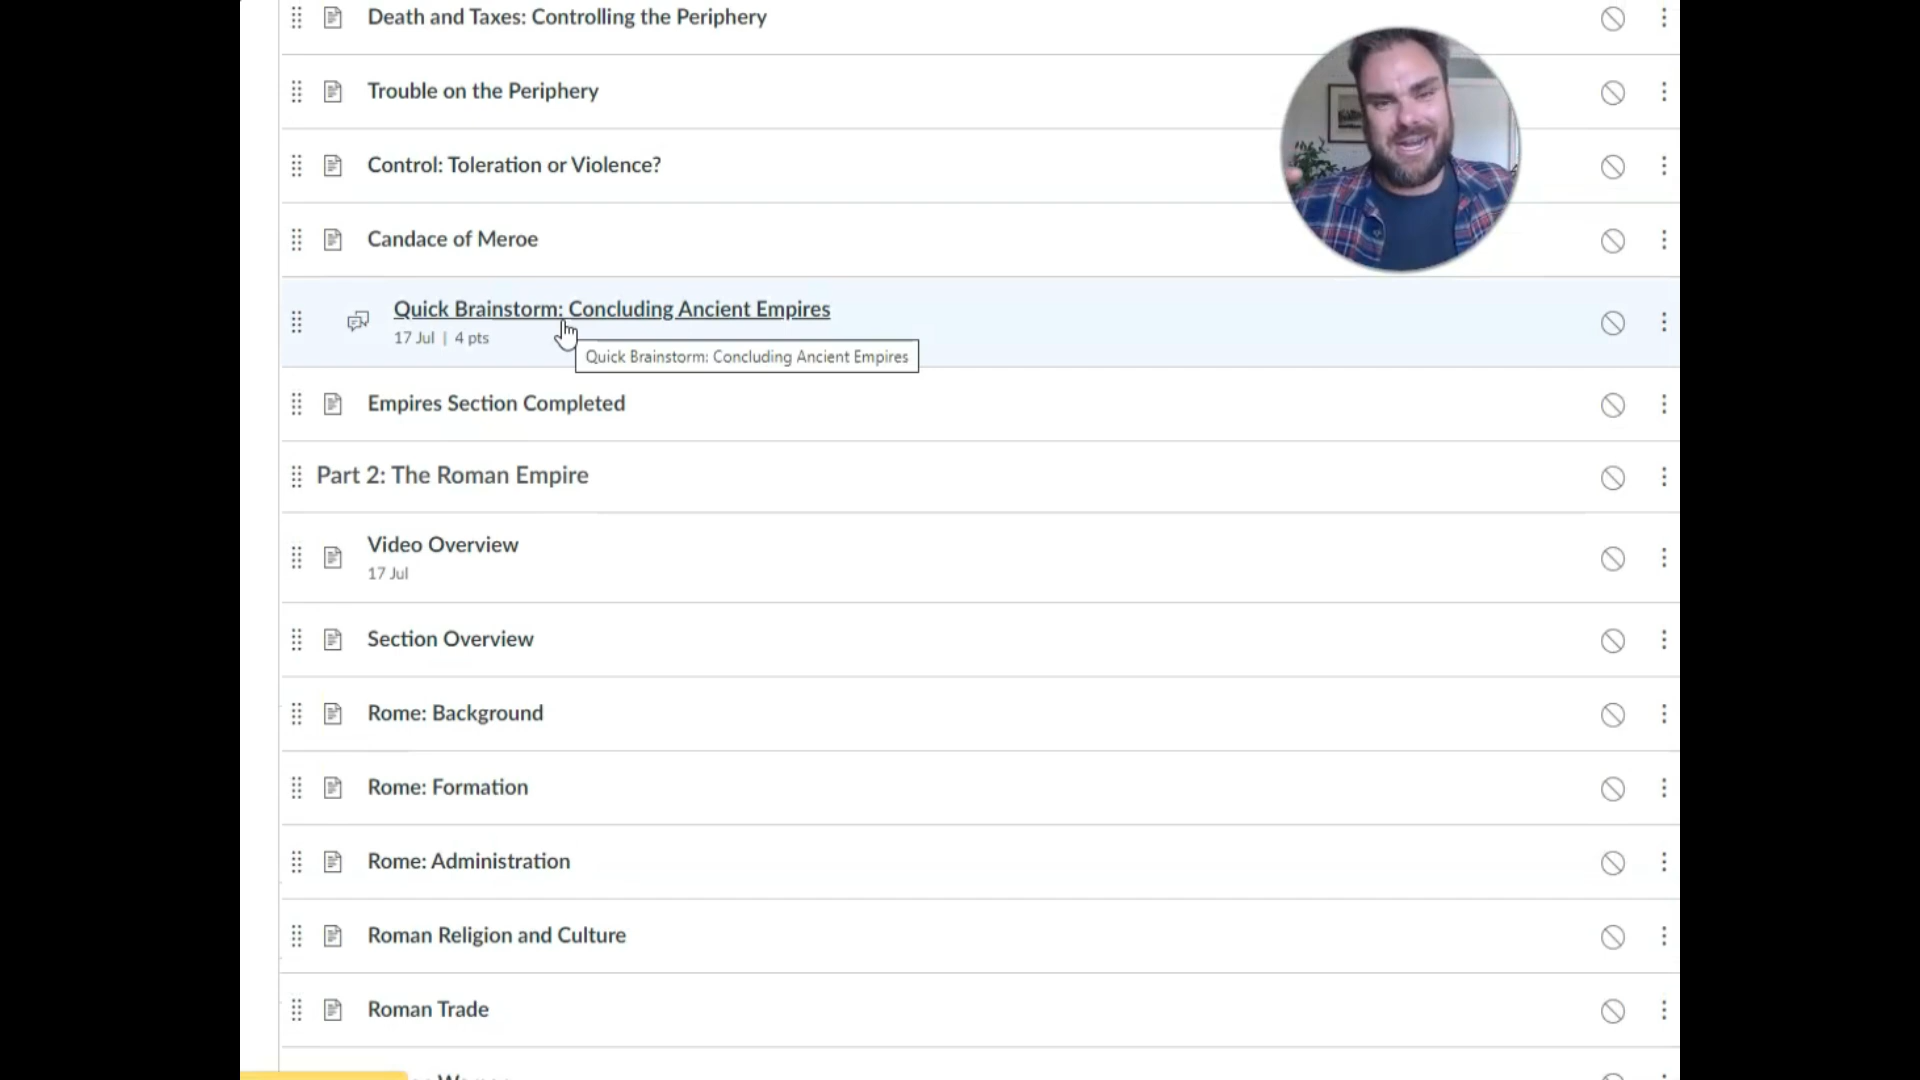 Death and Taxes: Controlling the Periphery
Trouble on the Periphery
Control: Toleration or Violence?
Candace of Meroe
Quick Brainstorm: Concluding Ancient Empires
17 Jul | 4 pts
Quick Brainstorm: Concluding Ancient Empires
Empires Section Completed
Part 2: The Roman Empire
Video Overview
17 Jul
Section Overview
Rome: Background
Rome: Formation
Rome: Administration
Roman Religion and Culture
Roman Trade